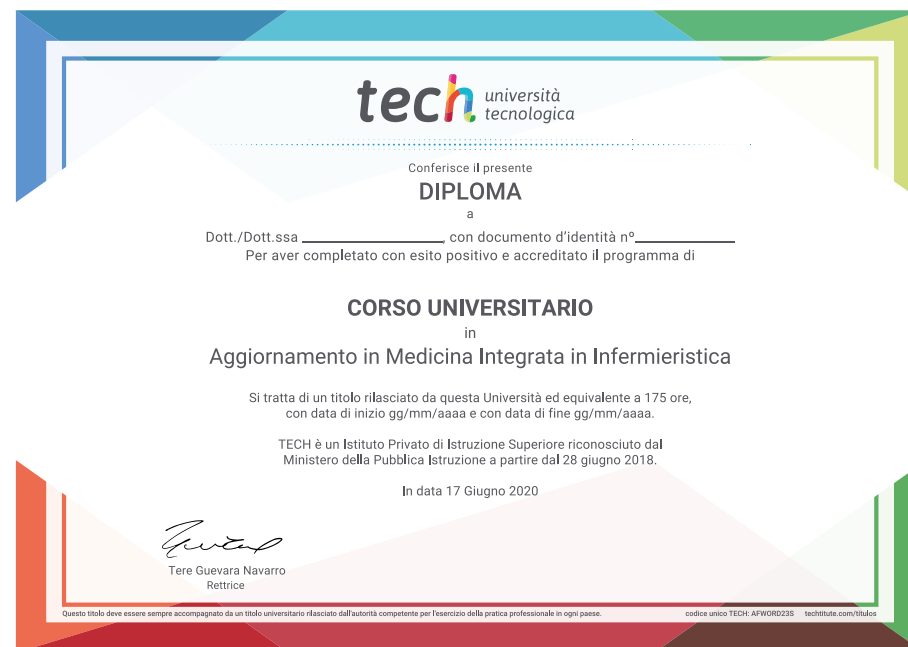 tech università
tecnologica
Conferisce il presente
DIPLOMA
a
Dott./Dott.ssa ____________________, con documento d'identità nº______________
Per aver completato con esito positivo e accreditato il programma di
CORSO UNIVERSITARIO
in
Aggiornamento in Medicina Integrata in Infermieristica
Si tratta di un titolo rilasciato da questa Università ed equivalente a 175 ore,
con data di inizio gg/mm/aaaa e con data di fine gg/mm/aaaa.
TECH è un Istituto Privato di Istruzione Superiore riconosciuto dal
Ministero della Pubblica Istruzione a partire dal 28 giugno 2018.
In data 17 Giugno 2020
Tere Guevara Navarro
Rettrice
Questo titolo deve essere sempre accompagnato da un titolo universitario rilasciato dall'autorità competente per l'esercizio della pratica professionale in ogni paese. codice unico TECH: AFWORD23S techtitute.com/títulos